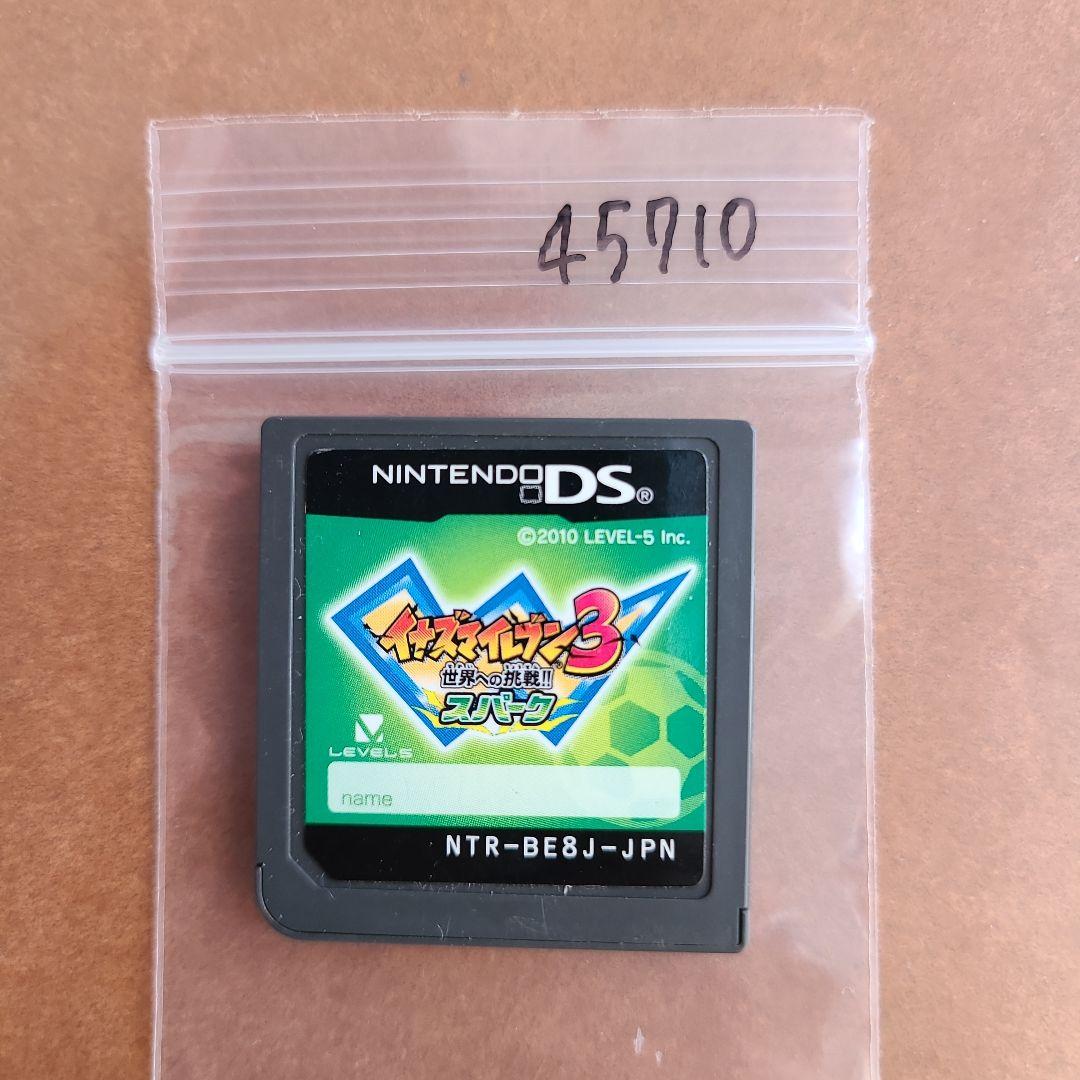 45710
NINTENDO DS®
©2010 LEVEL-5 Inc.
イナズマイレブン3
世界への挑戦!!
スパーク
LEVEL5
name
NTR-BE8J-JPN